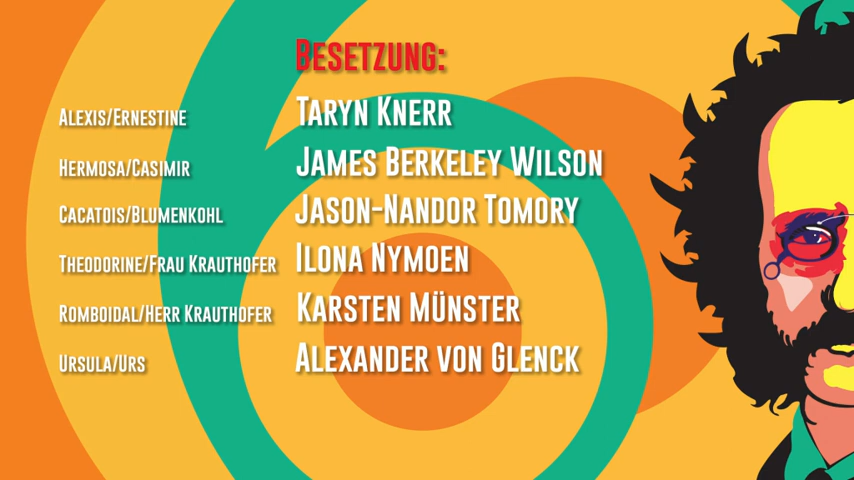 Besetzung:
Alexis/Ernestine Taryn Knerr
Hermosa/Casimir James Berkeley Wilson
Cacatois/Blumenkohl Jason-Nandor Tomory
Theodorine/Frau Krauthofer Ilona Nymoen
Romboidal/Herr Krauthofer Karsten Münster
Ursula/Urs Alexander von Glenck